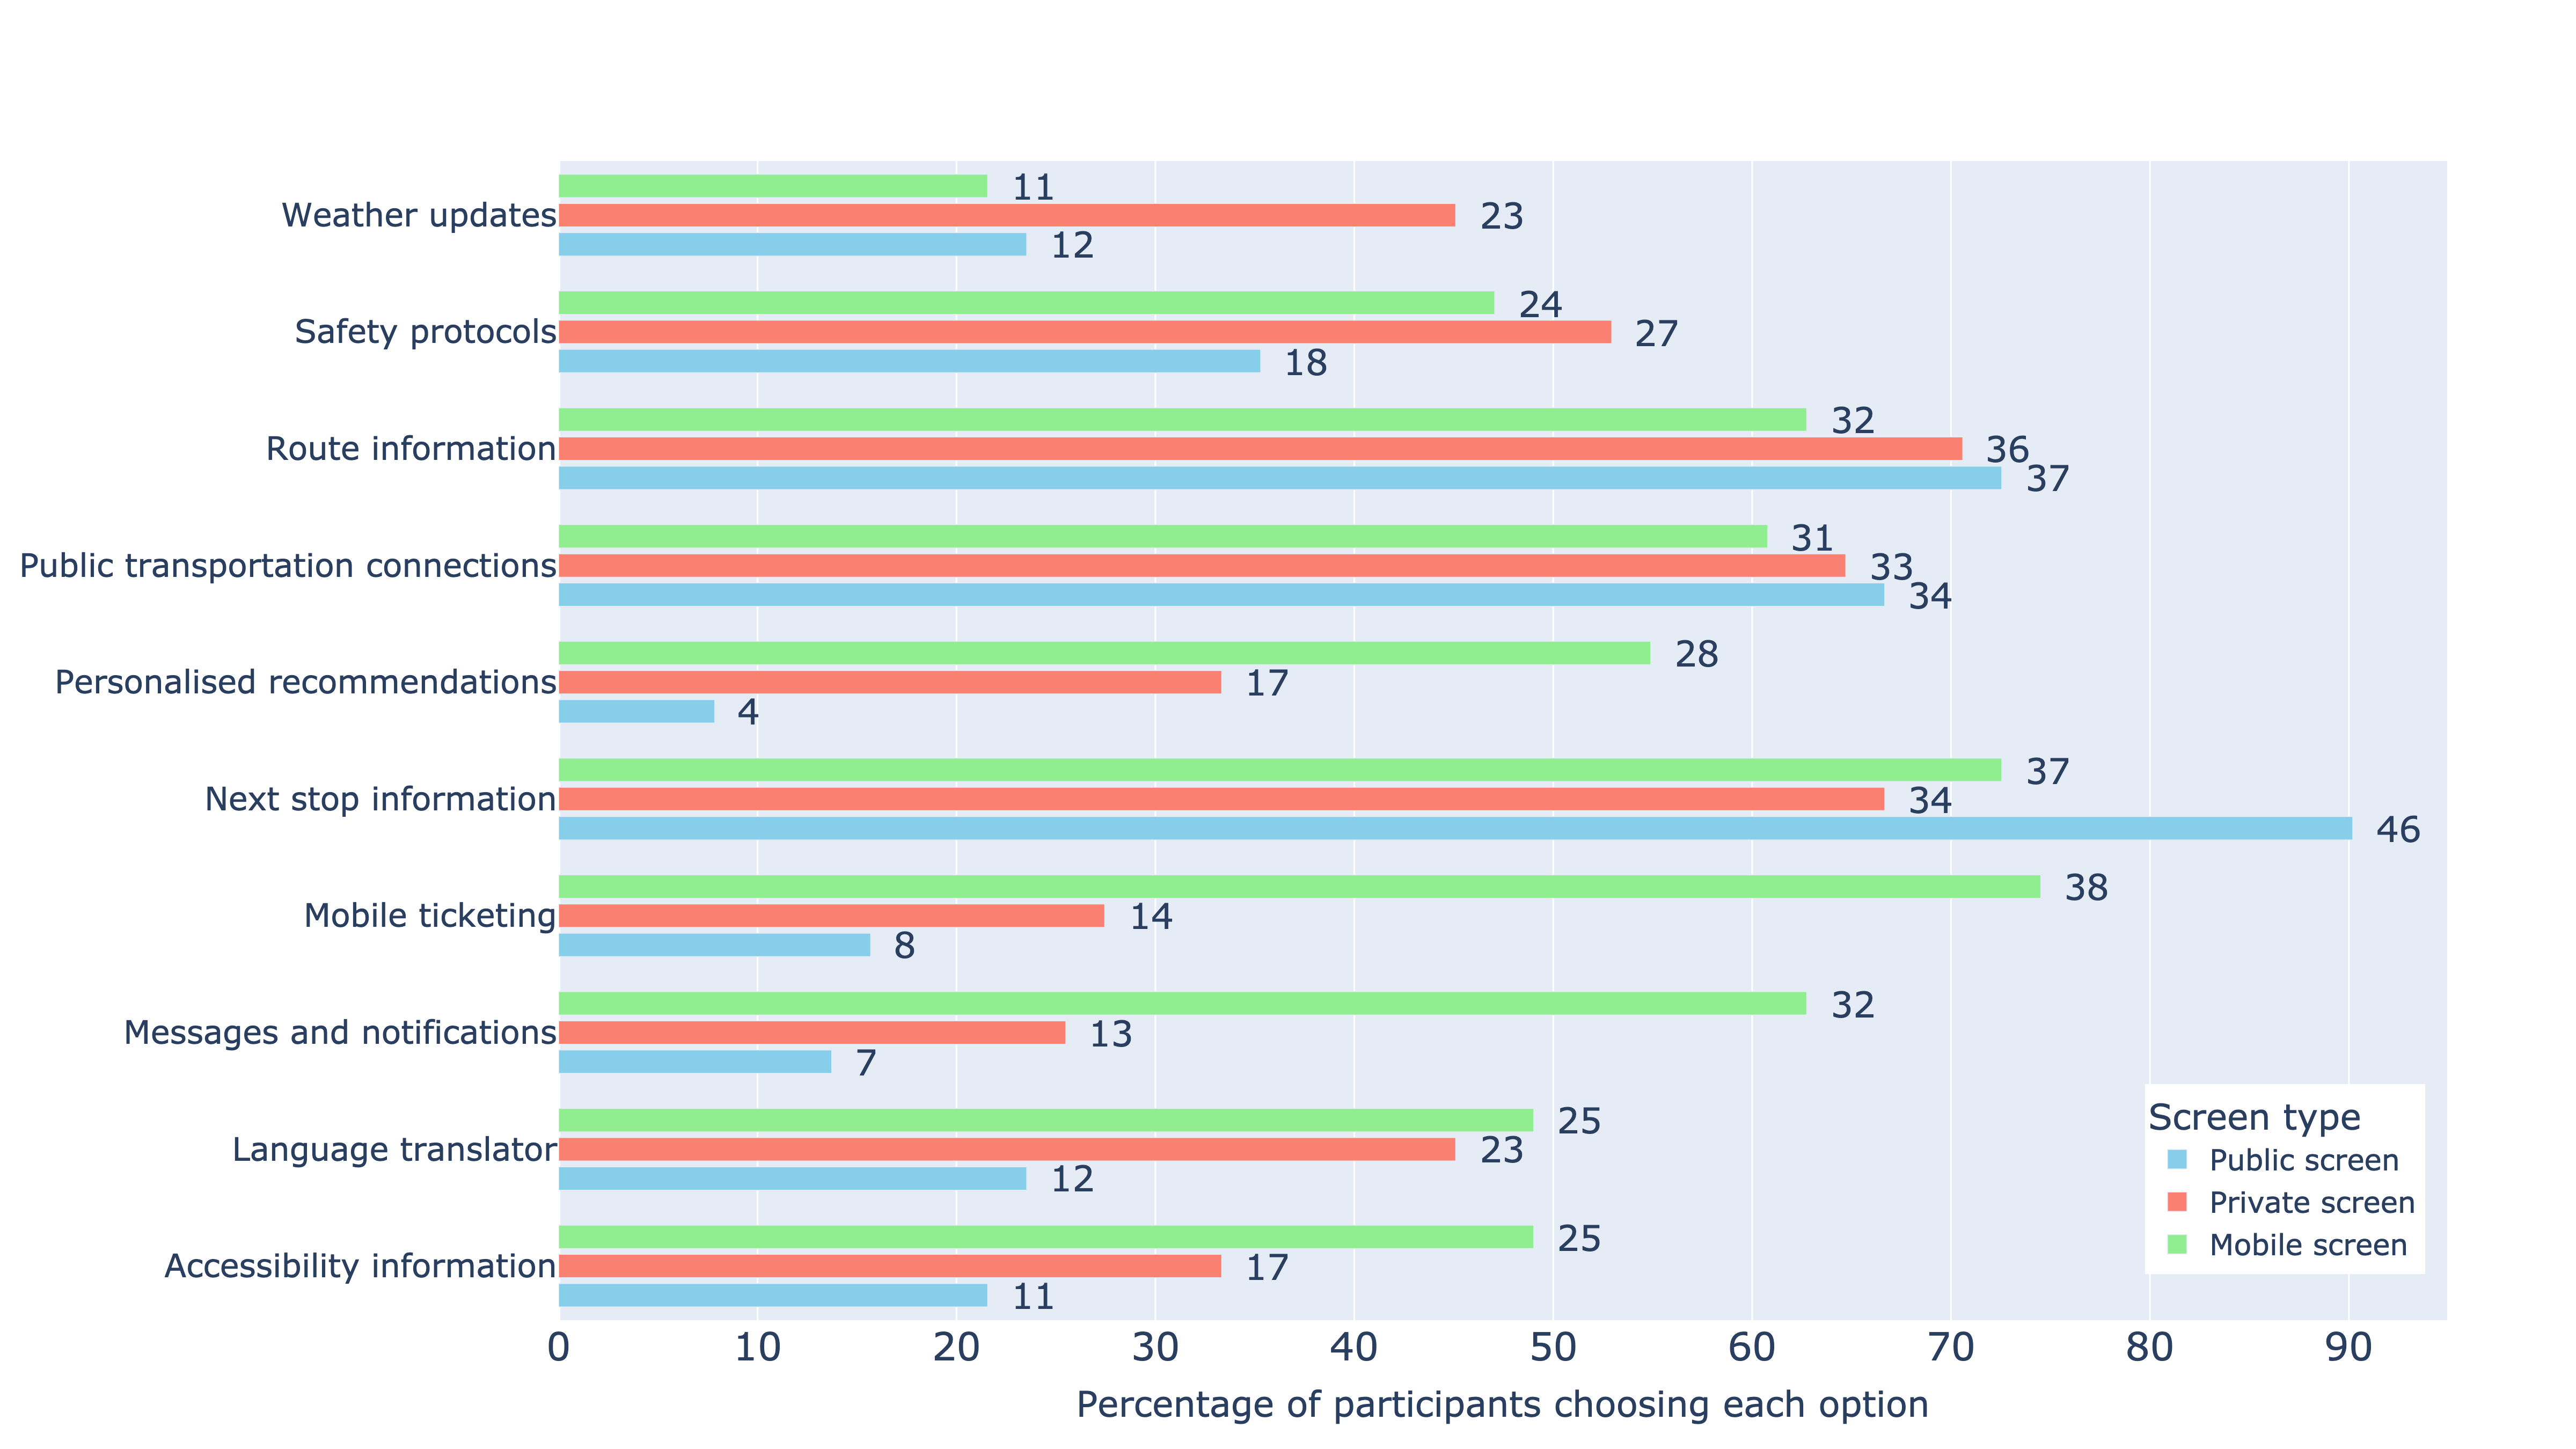 Weather updates
11
23
12
Safety protocols
24
27
18
Route information
32
36
37
Public transportation connections
31
33
34
Personalised recommendations
28
17
4
Next stop information
37
34
46
Mobile ticketing
38
14
8
Messages and notifications
32
13
7
Language translator
25
23
12
Accessibility information
25
17
11
Screen type
Public screen
Private screen
Mobile screen
0 10 20 30 40 50 60 70 80 90
Percentage of participants choosing each option